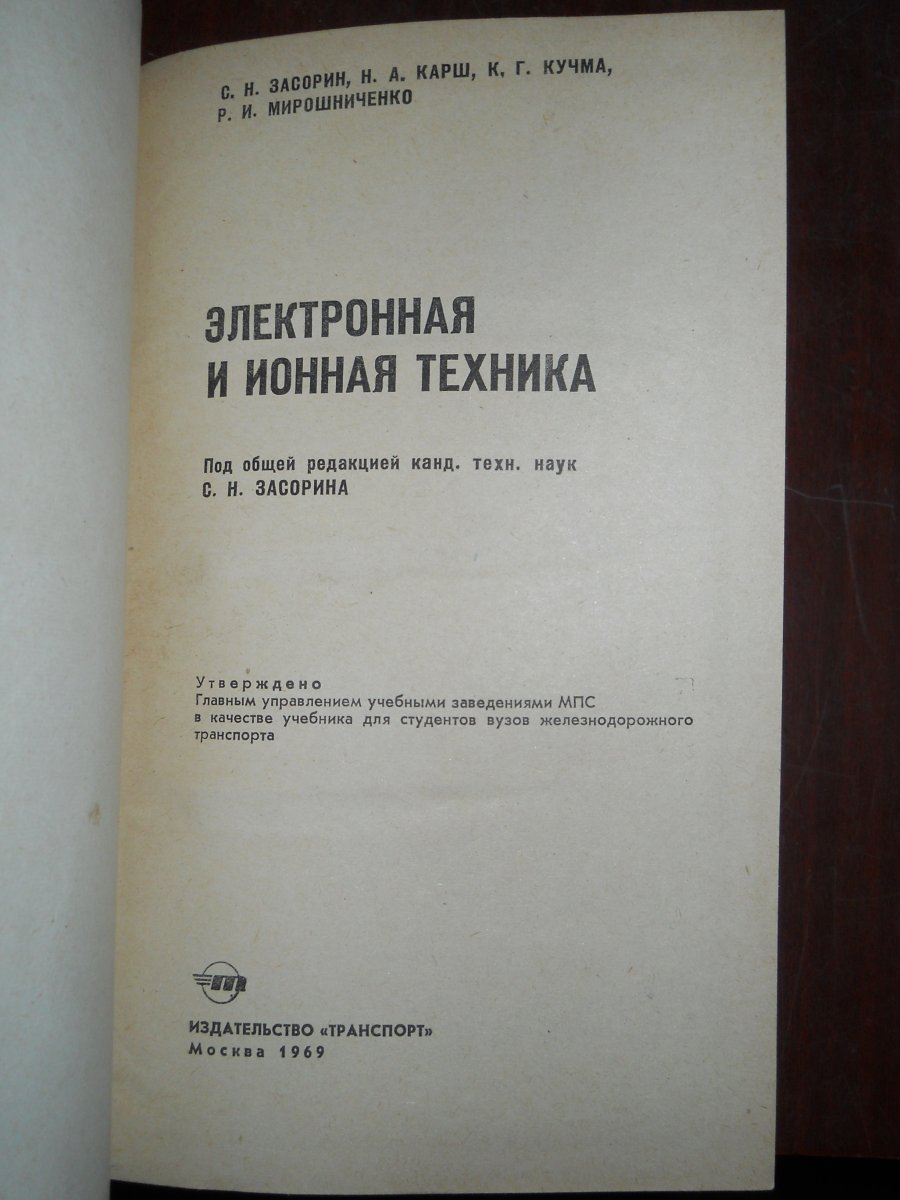 С. Н. ЗАСОРИН, Н. А. КАРШ, К. Г. КУЧМА,
Р. И. МИРОШНИЧЕНКО
ЭЛЕКТРОННАЯ
И ИОННАЯ ТЕХНИКА
Под общей редакцией канд. техн. наук
С. Н. ЗАСОРИНА
Утверждено
Главным управлением учебными заведениями МПС
в качестве учебника для студентов вузов железнодорожного
транспорта
ИЗДАТЕЛЬСТВО «ТРАНСПОРТ»
Москва 1969